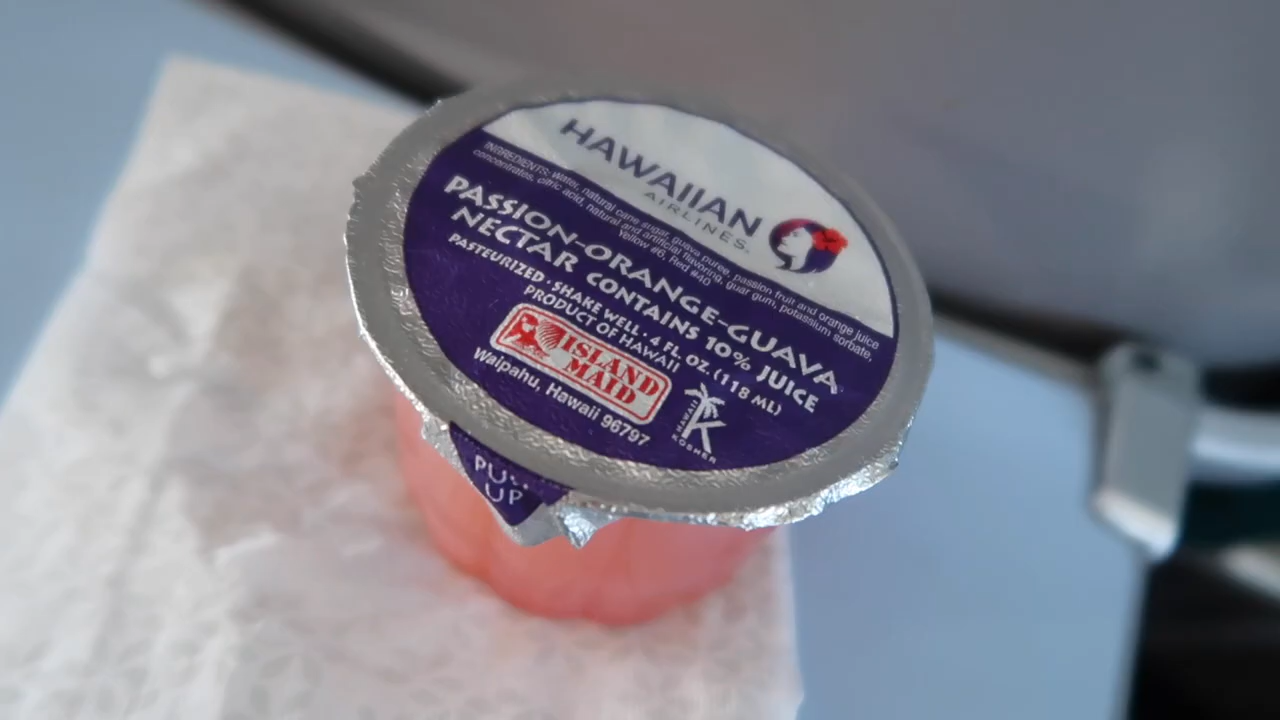 HAWAIIAN
AIRLINES.
INGREDIENTS: Water, natural cane sugar, guava puree, passion fruit and orange juice
concentrates, citric acid, natural and artificial flavoring, guar gum, potassium sorbate,
Yellow #6, Red #40
PASSION-ORANGE-GUAVA
NECTAR CONTAINS 10% JUICE
PASTEURIZED · SHAKE WELL · 4 FL. OZ. (118 ML)
PRODUCT OF HAWAII
ISLAND
MAID
Waipahu, Hawaii 96797
HAWAII
K
KOSHER
UP